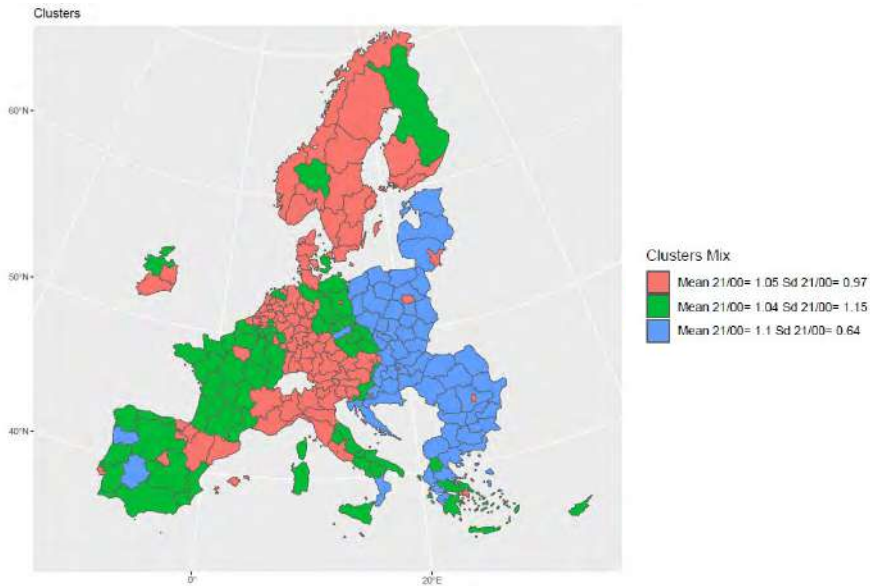 Clusters
60°N
50°N
40°N
0°
20°E
Clusters Mix
Mean 21/00= 1.05 Sd 21/00= 0.97
Mean 21/00= 1.04 Sd 21/00= 1.15
Mean 21/00= 1.1 Sd 21/00= 0.64